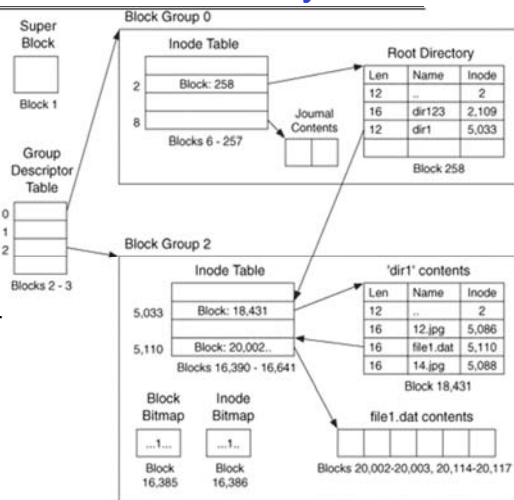 Block Group 0
Super
Block
Block 1
Inode Table
2
Block: 258
8
Blocks 6 - 257
Journal
Contents
Root Directory
Len Name Inode
12 .. 2
16 dir123 2,109
12 dir1 5,033
Block 258
Group
Descriptor
Table
0
1
2
Blocks 2 - 3
Block Group 2
Inode Table
5,033 Block: 18,431
5,110 Block: 20,002..
Blocks 16,390 - 16,641
'dir1' contents
Len Name Inode
12 .. 2
16 12.jpg 5,086
16 file1.dat 5,110
16 14.jpg 5,088
Block 18,431
Block
Bitmap
...1...
Block
16,385
Inode
Bitmap
...1..
Block
16,386
file1.dat contents
Blocks 20,002-20,003, 20,114-20,117